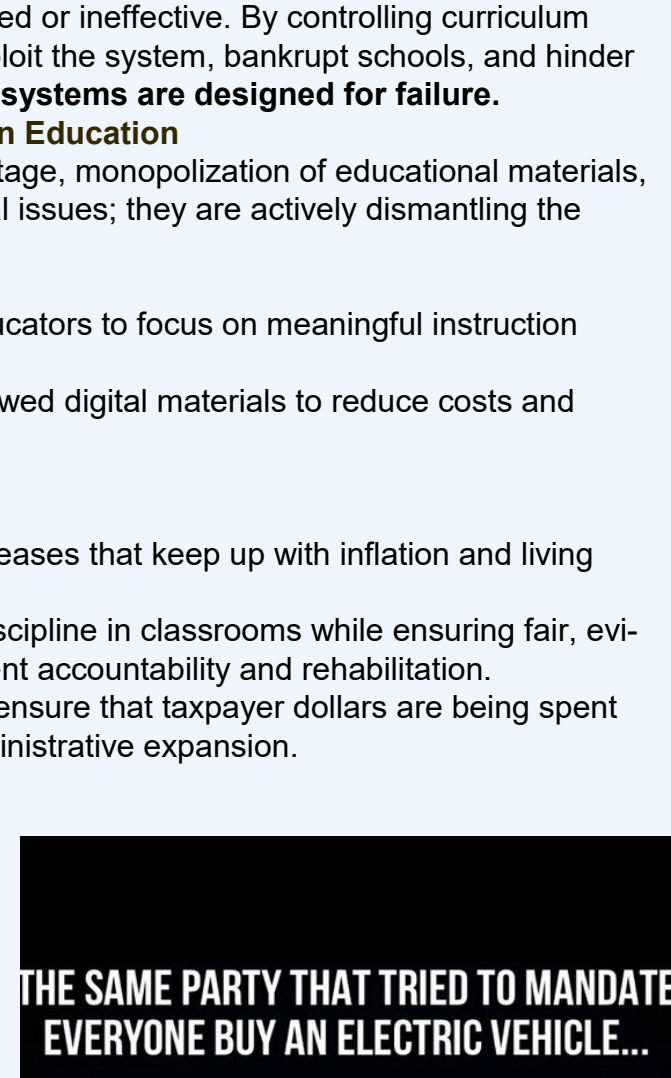 ed or ineffective. By controlling curriculum
loit the system, bankrupt schools, and hinder
systems are designed for failure.
n Education
tage, monopolization of educational materials,
l issues; they are actively dismantling the
ucators to focus on meaningful instruction
wed digital materials to reduce costs and
eases that keep up with inflation and living
scipline in classrooms while ensuring fair, evi-
nt accountability and rehabilitation.
ensure that taxpayer dollars are being spent
inistrative expansion.
THE SAME PARTY THAT TRIED TO MANDATE
EVERYONE BUY AN ELECTRIC VEHICLE...